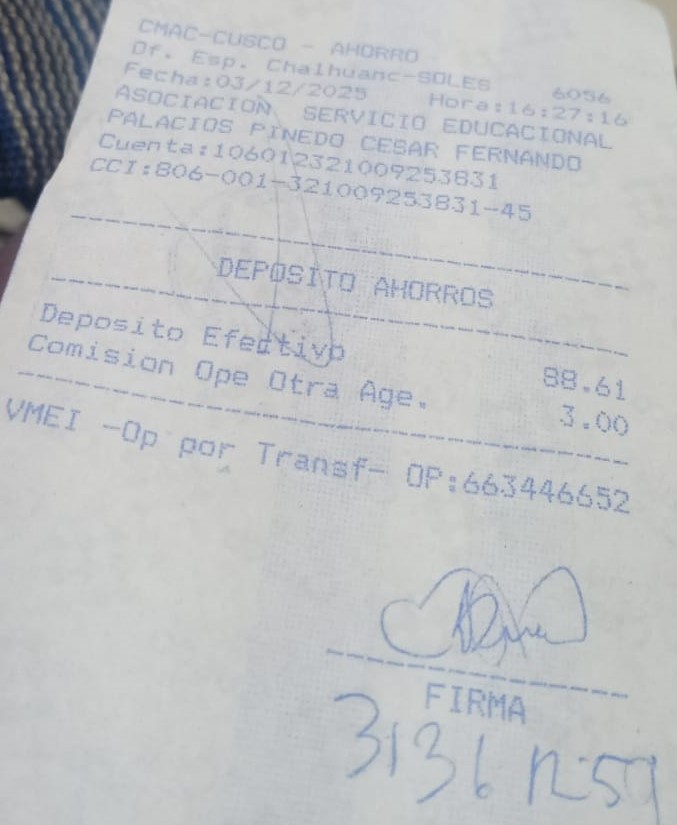 CMAC-CUSCO - AHORRO
Of. Esp. Chalhuanc-SOLES 6056
Fecha:03/12/2025 Hora:16:27:16
ASOCIACION SERVICIO EDUCACIONAL
PALACIOS PINEDO CESAR FERNANDO
Cuenta:106012321009253831
CCI:806-001-321009253831-45
DEPOSITO AHORROS
Deposito Efectivo 88.61
Comision Ope Otra Age. 3.00
VMEI -Op por Transf- OP:663446652
FIRMA